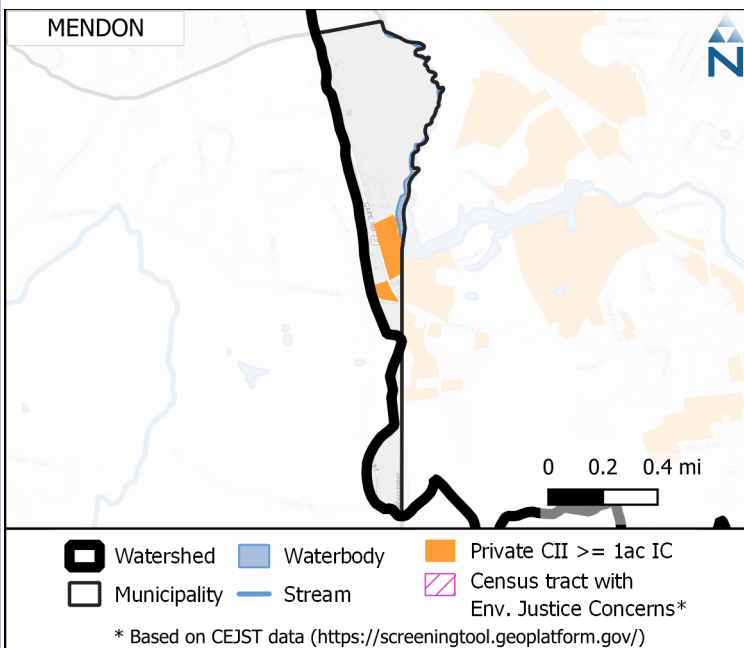 MENDON
N
0 0.2 0.4 mi
Watershed
Waterbody
Private CII >= 1ac IC
Municipality
Stream
Census tract with
Env. Justice Concerns*
* Based on CEJST data (https://screeningtool.geoplatform.gov/)